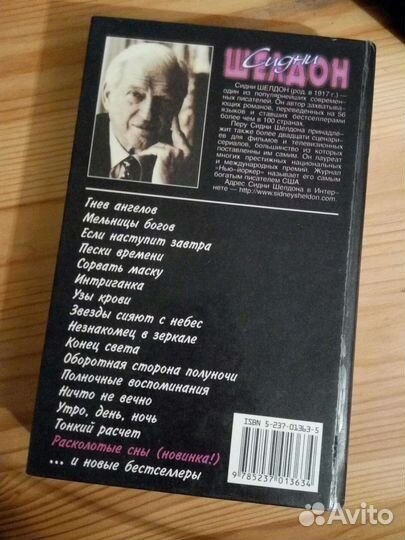 Сидни
ШЕЛДОН
Сидни ШЕЛДОН (род. в 1917 г.) —
один из популярнейших современ-
ных писателей. Он автор захватываю-
щих романов, переведенных на 56
языков и ставших бестселлерами
более чем в 100 странах.
Перу Сидни Шелдона принадле-
жит также более двадцати сценари-
ев для фильмов и телевизионных
сериалов, большинство из которых
поставленны им самим. Он лауреат
многих престижных национальных
и международных премий. Журнал
«Нью-йоркер» называет его самым
богатым писателем США.
Адрес Сидни Шелдона в Интер-
нете — http://www.sidneysheldon.com
Гнев ангелов
Мельницы богов
Если наступит завтра
Пески времени
Сорвать маску
Интриганка
Узы крови
Звезды сияют с небес
Незнакомец в зеркале
Конец света
Оборотная сторона полуночи
Полночные воспоминания
Ничто не вечно
Утро, день, ночь
Тонкий расчет
Расколотые сны (новинка!)
... и новые бестселлеры
ISBN 5-237-01363-5
9 785237 013634
Avito